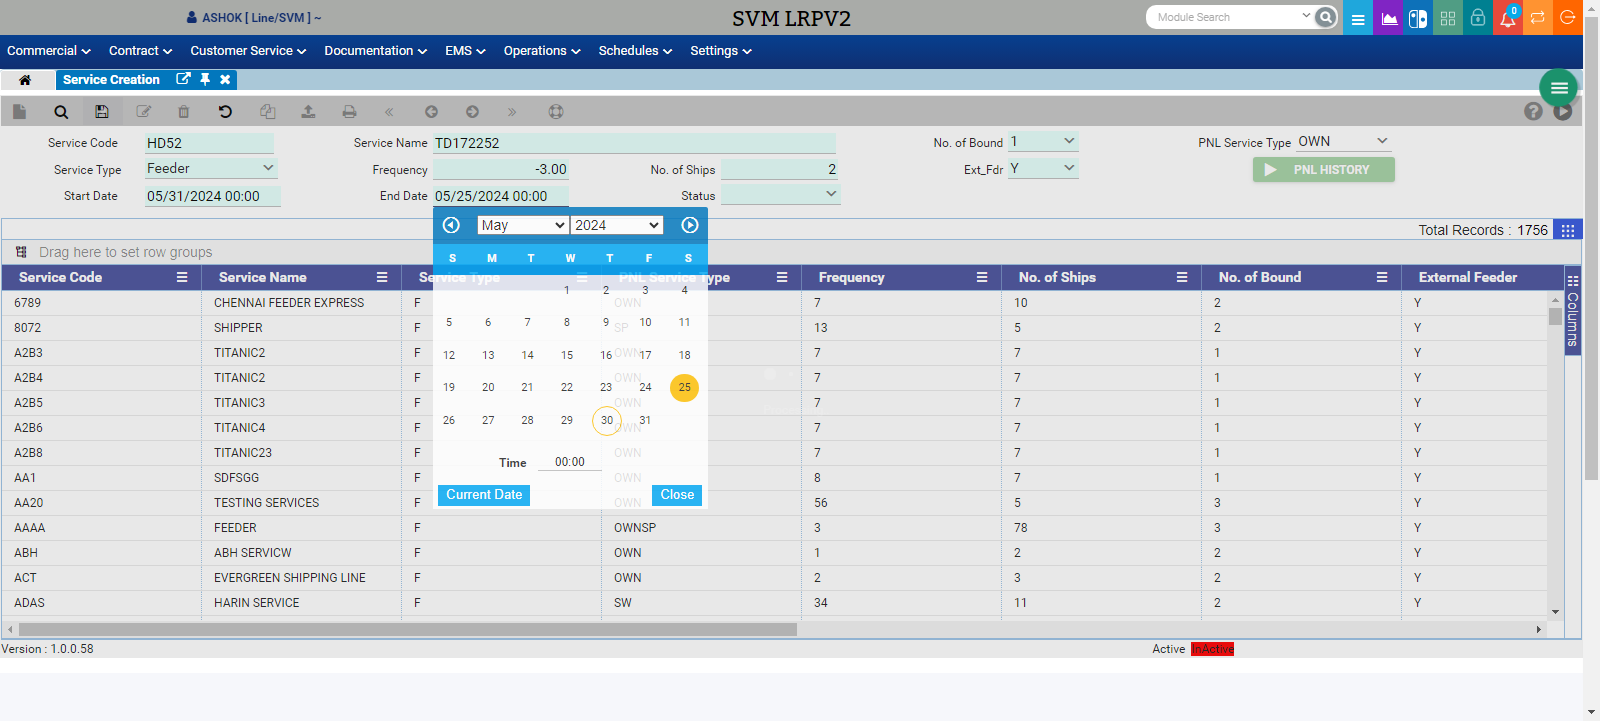 ASHOK [ Line/SVM ] ~
SVM LRPV2
Module Search
0
Commercial Contract Customer Service Documentation EMS Operations Schedules Settings
Service Creation
Service Code HD52 Service Name TD172252 No. of Bound 1 PNL Service Type OWN
Service Type Feeder Frequency -3.00 No. of Ships 2 Ext_Fdr Y PNL HISTORY
Start Date 05/31/2024 00:00 End Date 05/25/2024 00:00 Status
May 2024
Total Records : 1756
Drag here to set row groups
S M T W T F S
Service Code Service Name Service Type PNL Service Type Frequency No. of Ships No. of Bound External Feeder
Columns
1 2 3 4
5 6 7 8 9 10 11
12 13 14 15 16 17 18
19 20 21 22 23 24 25
26 27 28 29 30 31
Time 00:00
Current Date Close
6789 CHENNAI FEEDER EXPRESS F OWN 7 10 2 Y
8072 SHIPPER F SP 13 5 2 Y
A2B3 TITANIC2 F OWN 7 7 1 Y
A2B4 TITANIC2 F OWN 7 7 1 Y
A2B5 TITANIC3 F OWN 7 7 1 Y
A2B6 TITANIC4 F OWN 7 7 1 Y
A2B8 TITANIC23 F OWN 7 7 1 Y
AA1 SDFSGG F OWN 8 7 1 Y
AA20 TESTING SERVICES F OWN 56 5 3 Y
AAAA FEEDER F OWNSP 3 78 3 Y
ABH ABH SERVICW F OWN 1 2 2 Y
ACT EVERGREEN SHIPPING LINE F OWN 2 3 2 Y
ADAS HARIN SERVICE F SW 34 11 2 Y
Version : 1.0.0.58
Active InActive